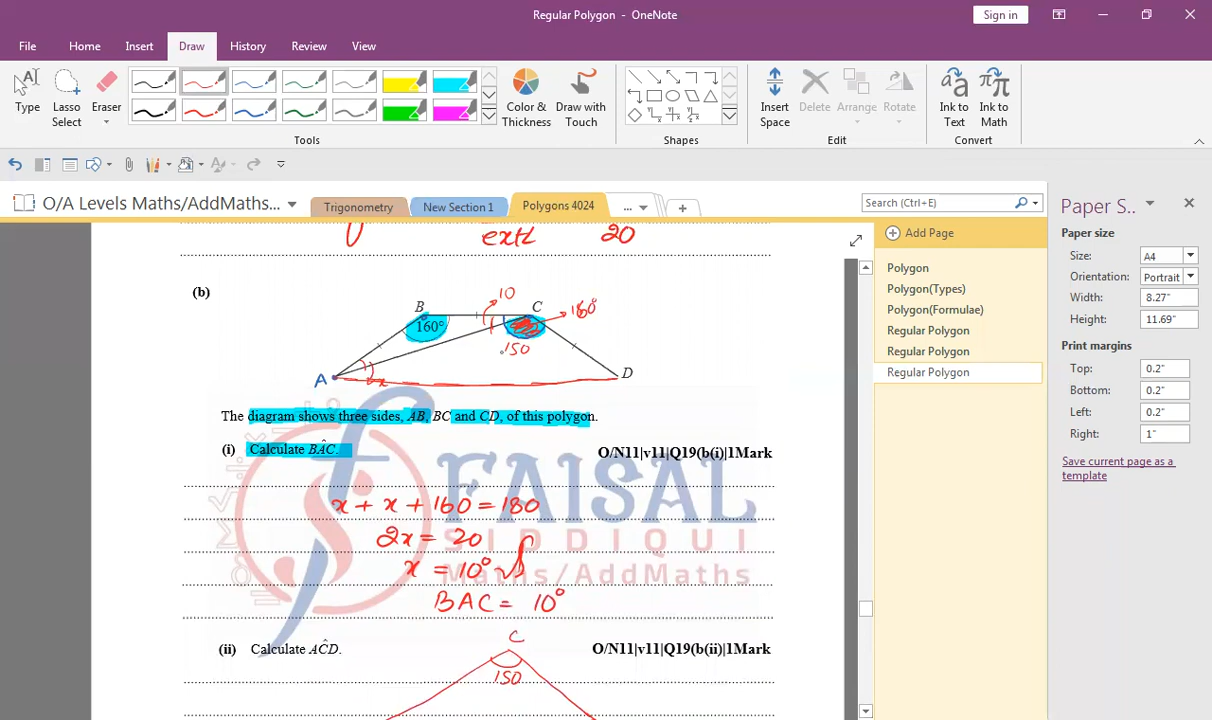 Regular Polygon - OneNote
Sign in
File Home Insert Draw History Review View
Type
Lasso Select
Eraser
Color & Thickness
Draw with Touch
Insert Space
Delete
Arrange
Rotate
Ink to Text
Ink to Math
Tools
Shapes
Edit
Convert
O/A Levels Maths/AddMaths...
Trigonometry
New Section 1
Polygons 4024
...
Search (Ctrl+E)
Add Page
Polygon
Polygon(Types)
Polygon(Formulae)
Regular Polygon
Regular Polygon
Regular Polygon
Paper S...
Paper size
Size: A4
Orientation: Portrait
Width: 8.27"
Height: 11.69"
Print margins
Top: 0.2"
Bottom: 0.2"
Left: 0.2"
Right: 1"
Save current page as a template
20
(b)
B
C
10
160°
160°
150
A
x
D
The diagram shows three sides, AB, BC and CD, of this polygon.
(i) Calculate BÂC.
O/N11|v11|Q19(b(i)|1Mark
x + x + 160 = 180
2x = 20
x = 10°
BAC = 10°
FAISAL
SIDDIQUI
Maths/AddMaths
(ii) Calculate AĈD.
O/N11|v11|Q19(b(ii)|1Mark
C
150